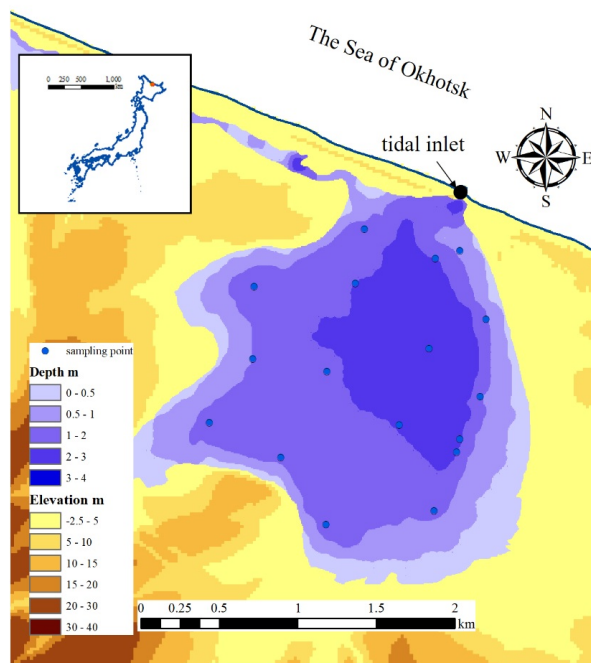 The Sea of Okhotsk
0 250 500 1,000
km
tidal inlet
N
W E
S
sampling point
Depth m
0 - 0.5
0.5 - 1
1 - 2
2 - 3
3 - 4
Elevation m
-2.5 - 5
5 - 10
10 - 15
15 - 20
20 - 30
30 - 40
0 0.25 0.5 1 1.5 2
km